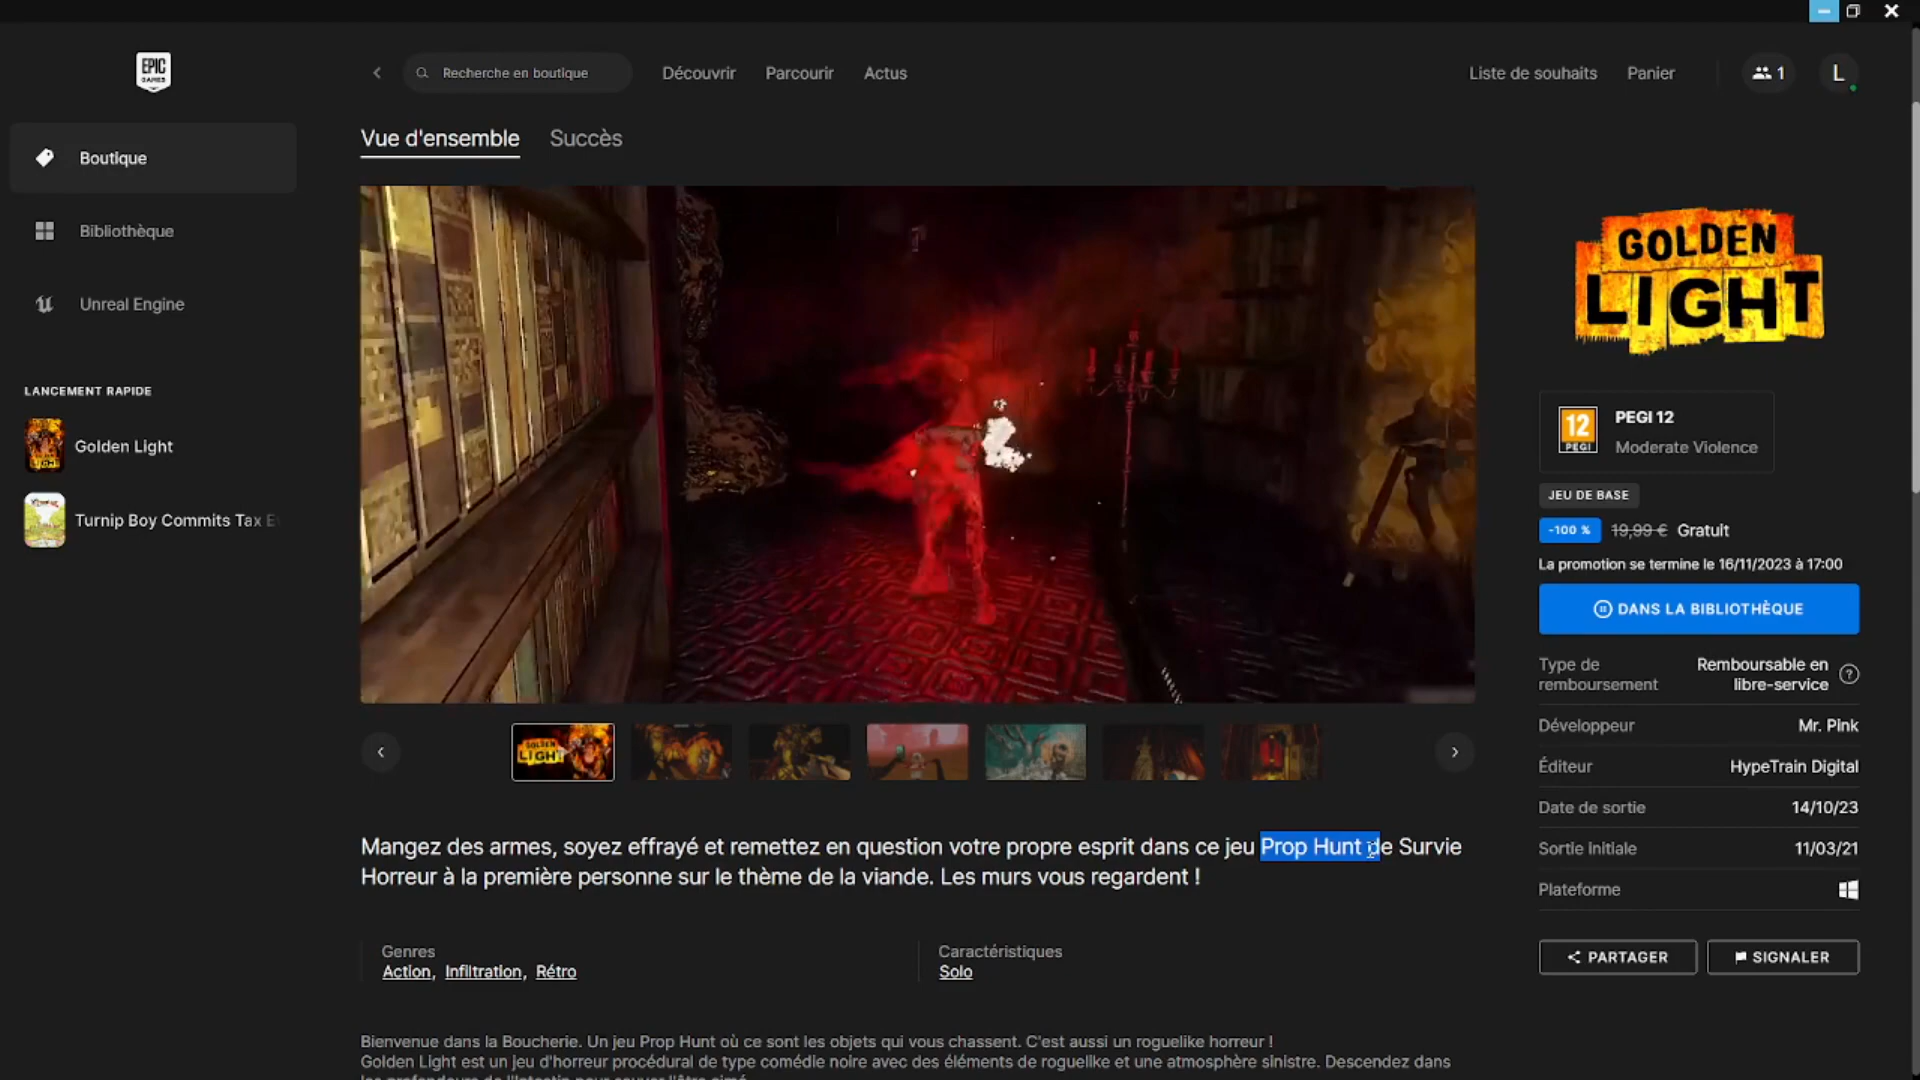 EPIC
GAMES
Recherche en boutique
Découvrir
Parcourir
Actus
Liste de souhaits
Panier
1
L
Boutique
Bibliothèque
Unreal Engine
LANCEMENT RAPIDE
Golden Light
Turnip Boy Commits Tax E
Vue d'ensemble
Succès
GOLDEN
LIGHT
GOLDEN
LIGHT
12
PEGI
PEGI 12
Moderate Violence
JEU DE BASE
-100 % 19,99 € Gratuit
La promotion se termine le 16/11/2023 à 17:00
DANS LA BIBLIOTHÈQUE
Type de remboursement
Remboursable en libre-service ?
Développeur
Mr. Pink
Éditeur
HypeTrain Digital
Date de sortie
14/10/23
Sortie initiale
11/03/21
Plateforme
PARTAGER
SIGNALER
Mangez des armes, soyez effrayé et remettez en question votre propre esprit dans ce jeu Prop Hunt de Survie
Horreur à la première personne sur le thème de la viande. Les murs vous regardent !
Genres
Action, Infiltration, Rétro
Caractéristiques
Solo
Bienvenue dans la Boucherie. Un jeu Prop Hunt où ce sont les objets qui vous chassent. C'est aussi un roguelike horreur !
Golden Light est un jeu d'horreur procédural de type comédie noire avec des éléments de roguelike et une atmosphère sinistre. Descendez dans